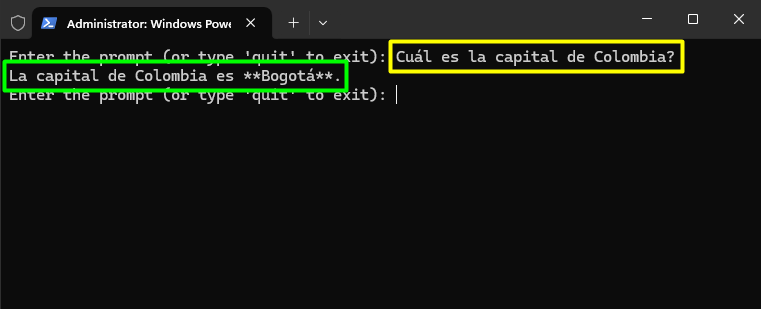 Administrator: Windows Powe
Enter the prompt (or type 'quit' to exit): Cuál es la capital de Colombia?
La capital de Colombia es **Bogotá**.
Enter the prompt (or type 'quit' to exit):